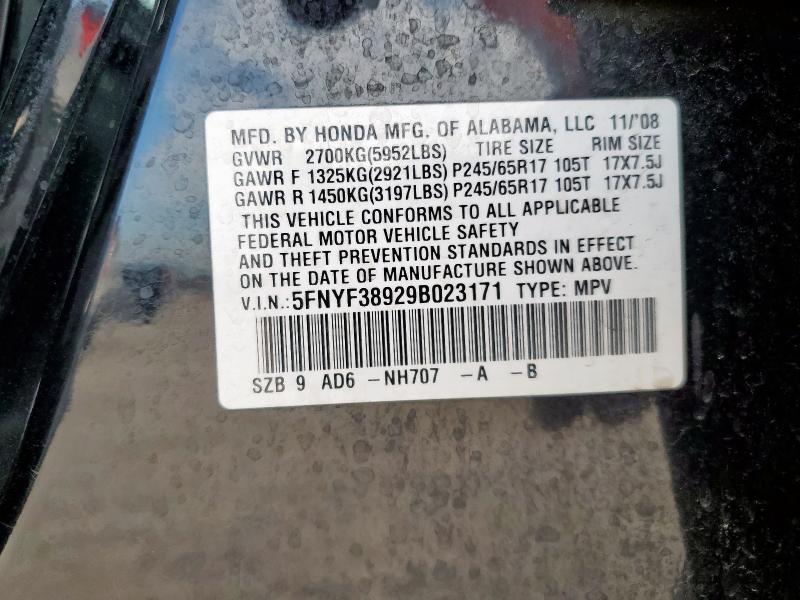 MFD. BY HONDA MFG. OF ALABAMA, LLC 11/'08
GVWR 2700KG(5952LBS) TIRE SIZE RIM SIZE
GAWR F 1325KG(2921LBS) P245/65R17 105T 17X7.5J
GAWR R 1450KG(3197LBS) P245/65R17 105T 17X7.5J
THIS VEHICLE CONFORMS TO ALL APPLICABLE
FEDERAL MOTOR VEHICLE SAFETY
AND THEFT PREVENTION STANDARDS IN EFFECT
ON THE DATE OF MANUFACTURE SHOWN ABOVE.
V.I.N.:5FNYF38929B023171 TYPE: MPV
SZB 9 AD6 -NH707 -A -B